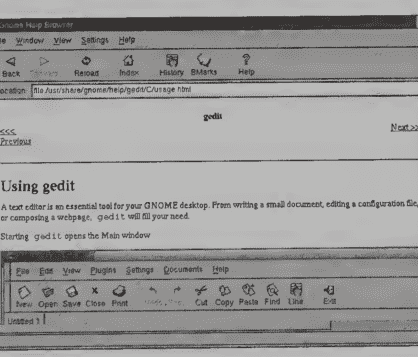 Help Browser
Window View Settings Help
Back Reload Index History BMarks Help
ocation file:/usr/share/gnome/help/gedit/C/usage.html
gedit
<<< Next >>
Previous
Using gedit
A text editor is an essential tool for your GNOME desktop. From writing a small document, editing a configuration file,
or composing a webpage, gedit will fill your need.
Starting gedit opens the Main window
File Edit View Plugins Settings Documents Help
New Open Save Close Print Cut Copy Paste Find Line Exit
Untitled 1